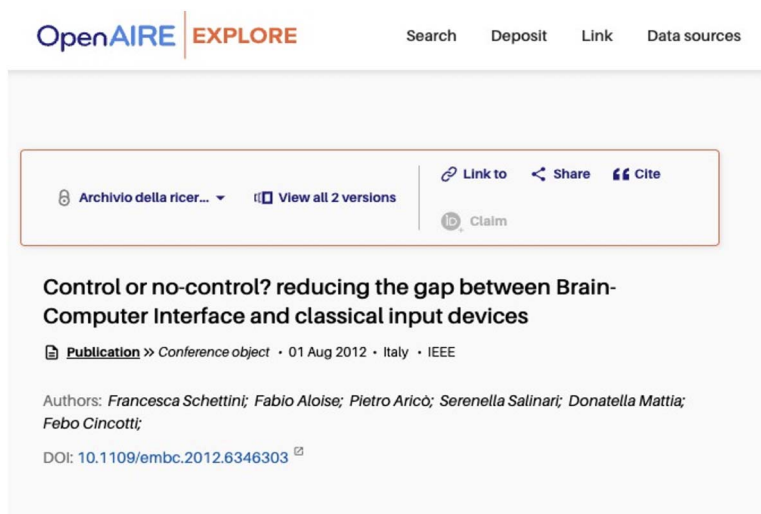 OpenAIRE EXPLORE Search Deposit Link Data sources
Archivio della ricer... View all 2 versions
Link to Share Cite
iD Claim
Control or no-control? reducing the gap between Brain-
Computer Interface and classical input devices
Publication >> Conference object • 01 Aug 2012 • Italy • IEEE
Authors: Francesca Schettini; Fabio Aloise; Pietro Aricò; Serenella Salinari; Donatella Mattia;
Febo Cincotti;
DOI: 10.1109/embc.2012.6346303